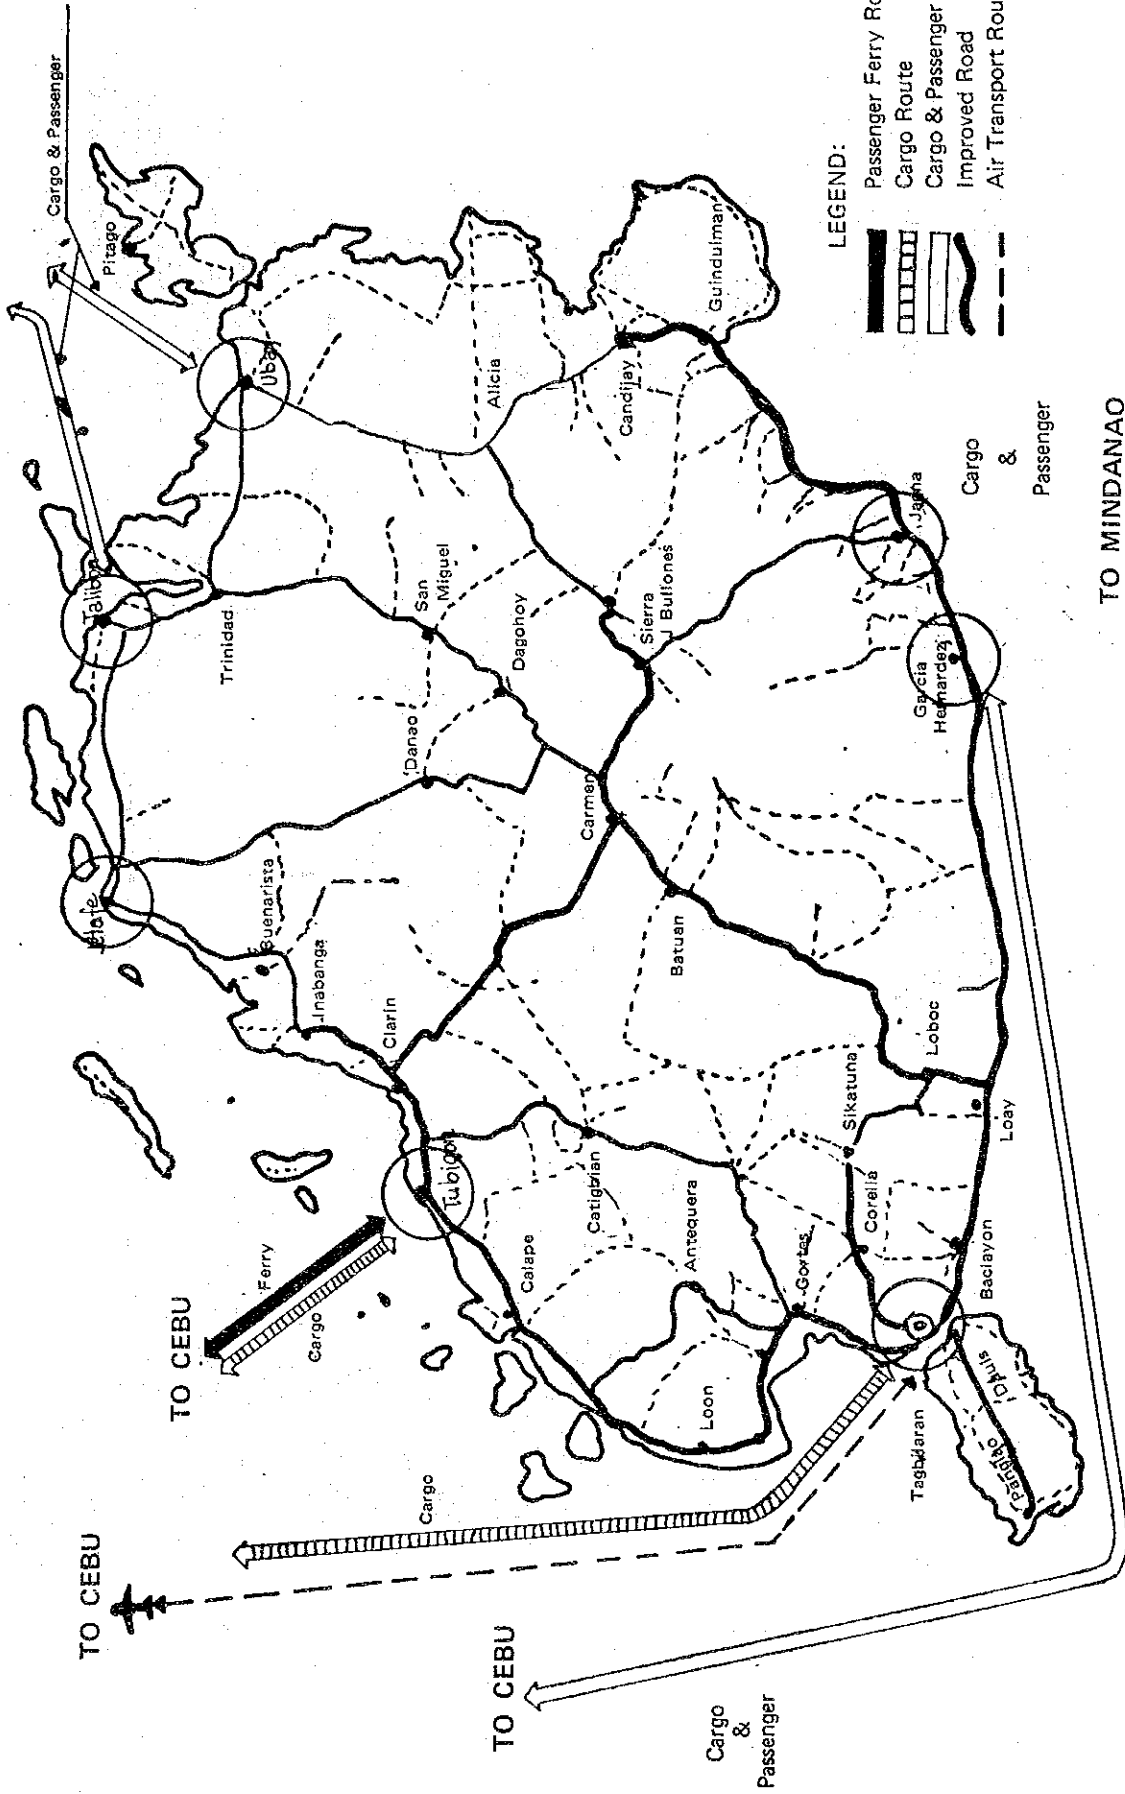 TO CEBU
TO CEBU
TO CEBU
Cargo
&
Passenger
Cargo
Cargo
Ferry
Cargo & Passenger
Pitago
Ubay
Talibon
Jetafe
Trinidad
Buenarista
Inabanga
Clarin
Tubigon
Calape
Catigbian
Antequera
Loon
Cortes
Corella
Sikatuna
Tagbilaran
Panglao
Dauis
Baclayon
Loay
Loboc
Batuan
Carmen
Danao
Dagohoy
San
Miguel
Sierra
Bullones
Alicia
Candijay
Guindulman
Jagna
Garcia
Hernardez
Cargo
&
Passenger
TO MINDANAO
LEGEND:
Passenger Ferry Ro
Cargo Route
Cargo & Passenger
Improved Road
Air Transport Rou